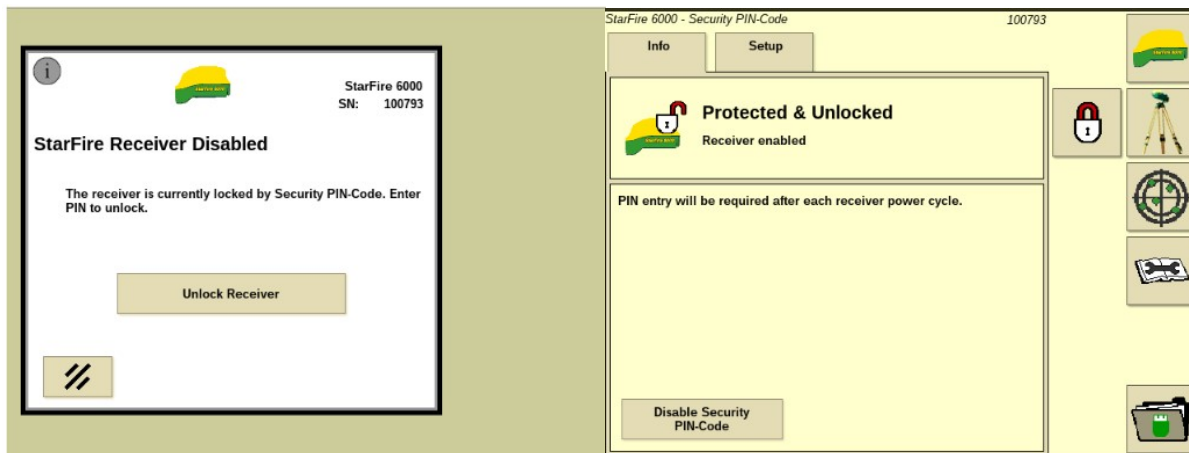 StarFire 6000
SN: 100793
StarFire Receiver Disabled
The receiver is currently locked by Security PIN-Code. Enter
PIN to unlock.
Unlock Receiver
StarFire 6000 - Security PIN-Code 100793
Info Setup
Protected & Unlocked
Receiver enabled
PIN entry will be required after each receiver power cycle.
Disable Security
PIN-Code